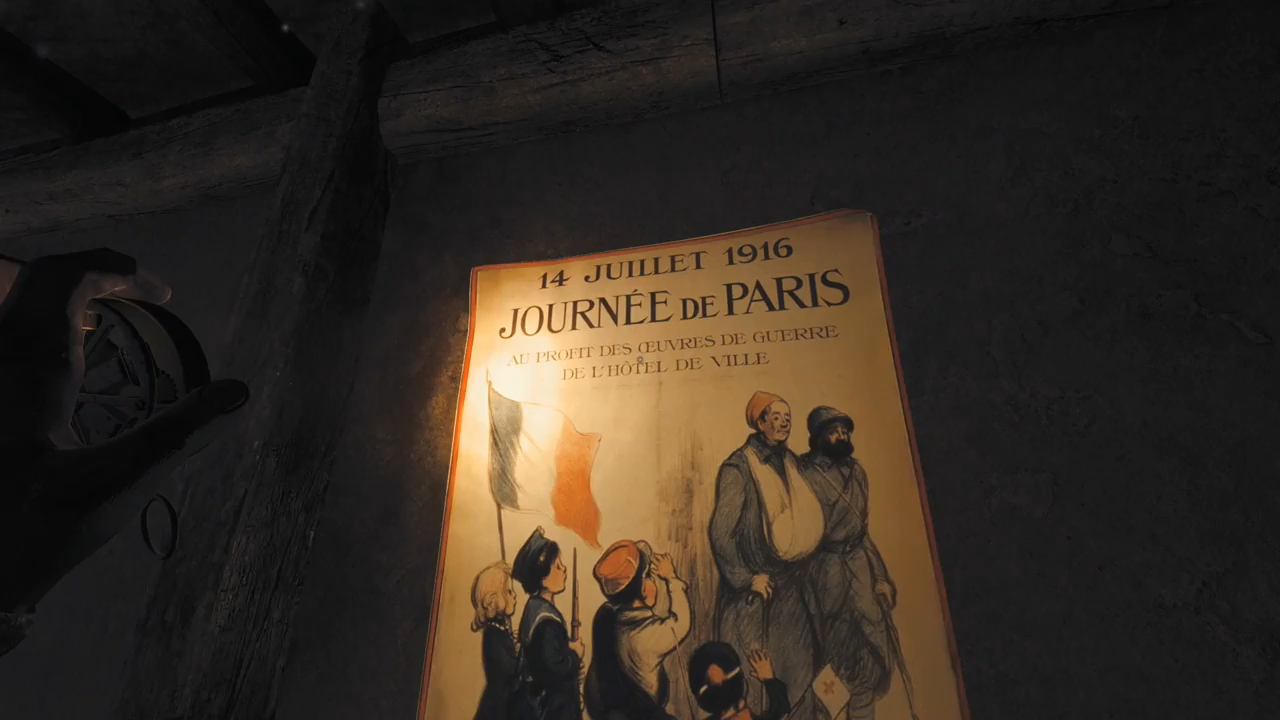 14 JUILLET 1916
JOURNÉE DE PARIS
AU PROFIT DES ŒUVRES DE GUERRE
DE L'HÔTEL DE VILLE